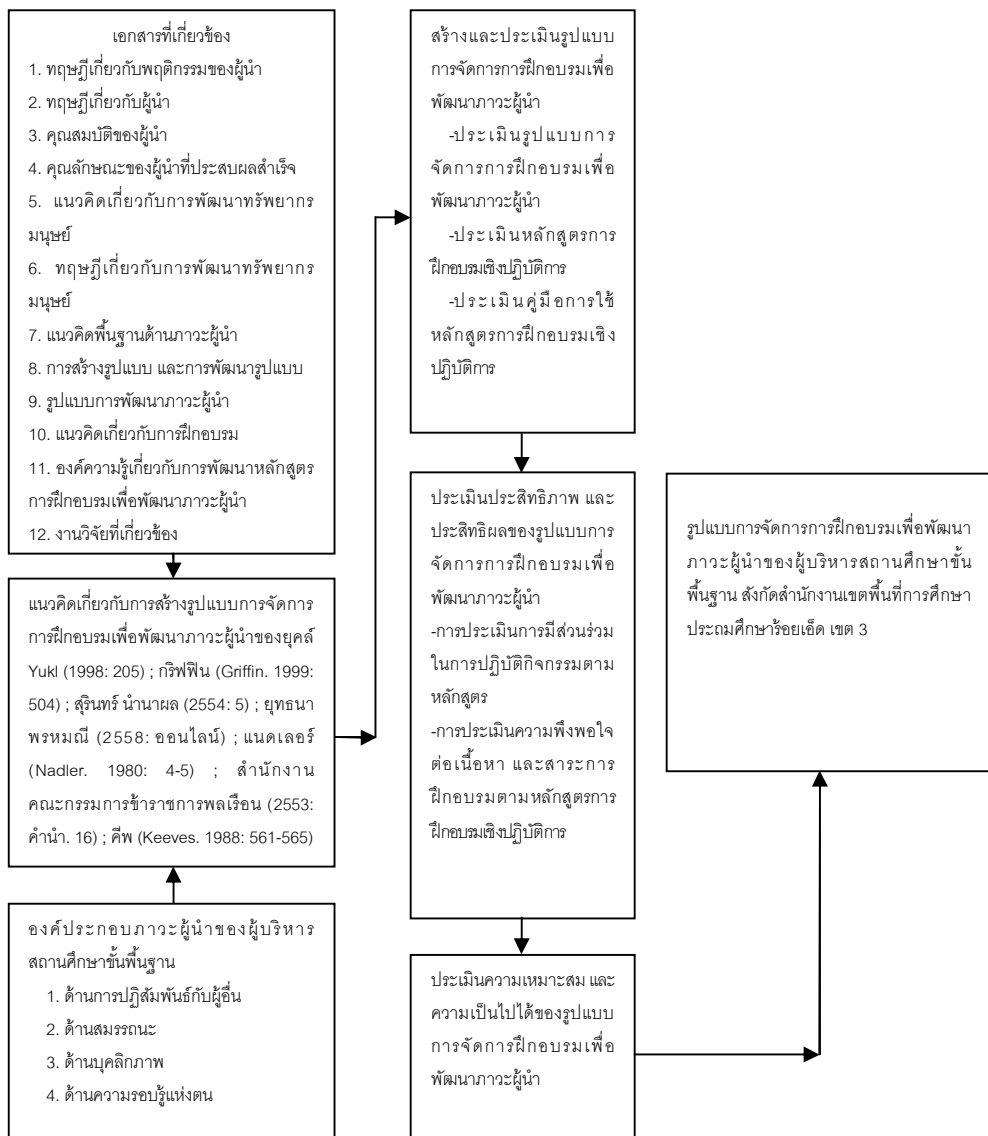 เอกสารที่เกี่ยวข้อง
1. ทฤษฎีเกี่ยวกับพฤติกรรมของผู้นำ
2. ทฤษฎีเกี่ยวกับผู้นำ
3. คุณสมบัติของผู้นำ
4. คุณลักษณะของผู้นำที่ประสบผลสำเร็จ
5. แนวคิดเกี่ยวกับการพัฒนาทรัพยากร
มนุษย์
6. ทฤษฎีเกี่ยวกับการพัฒนาทรัพยากร
มนุษย์
7. แนวคิดพื้นฐานด้านภาวะผู้นำ
8. การสร้างรูปแบบ และการพัฒนารูปแบบ
9. รูปแบบการพัฒนาภาวะผู้นำ
10. แนวคิดเกี่ยวกับการฝึกอบรม
11. องค์ความรู้เกี่ยวกับการพัฒนาหลักสูตร
การฝึกอบรมเพื่อพัฒนาภาวะผู้นำ
12. งานวิจัยที่เกี่ยวข้อง
แนวคิดเกี่ยวกับการสร้างรูปแบบการจัดการ
การฝึกอบรมเพื่อพัฒนาภาวะผู้นำของยุคล์
Yukl (1998: 205) ; กริฟฟิน (Griffin. 1999:
504) ; สุรินทร์ นำนาผล (2554: 5) ; ยุทธนา
พรหมณี (2558: ออนไลน์) ; แนดเลอร์
(Nadler. 1980: 4-5) ; สำนักงาน
คณะกรรมการข้าราชการพลเรือน (2553:
คำนำ. 16) ; คีพ (Keeves. 1988: 561-565)
องค์ประกอบภาวะผู้นำของผู้บริหาร
สถานศึกษาขั้นพื้นฐาน
1. ด้านการปฏิสัมพันธ์กับผู้อื่น
2. ด้านสมรรถนะ
3. ด้านบุคลิกภาพ
4. ด้านความรอบรู้แห่งตน
สร้างและประเมินรูปแบบ
การจัดการการฝึกอบรมเพื่อ
พัฒนาภาวะผู้นำ
-ประเมินรูปแบบการ
จัดการการฝึกอบรมเพื่อ
พัฒนาภาวะผู้นำ
-ประเมินหลักสูตรการ
ฝึกอบรมเชิงปฏิบัติการ
-ประเมินคู่มือการใช้
หลักสูตรการฝึกอบรมเชิง
ปฏิบัติการ
ประเมินประสิทธิภาพ และ
ประสิทธิผลของรูปแบบการ
จัดการการฝึกอบรมเพื่อ
พัฒนาภาวะผู้นำ
-การประเมินการมีส่วนร่วม
ในการปฏิบัติกิจกรรมตาม
หลักสูตร
-การประเมินความพึงพอใจ
ต่อเนื้อหา และสาระการ
ฝึกอบรมตามหลักสูตรการ
ฝึกอบรมเชิงปฏิบัติการ
ประเมินความเหมาะสม และ
ความเป็นไปได้ของรูปแบบ
การจัดการฝึกอบรมเพื่อ
พัฒนาภาวะผู้นำ
รูปแบบการจัดการการฝึกอบรมเพื่อพัฒนา
ภาวะผู้นำของผู้บริหารสถานศึกษาขั้น
พื้นฐาน สังกัดสำนักงานเขตพื้นที่การศึกษา
ประถมศึกษาร้อยเอ็ด เขต 3